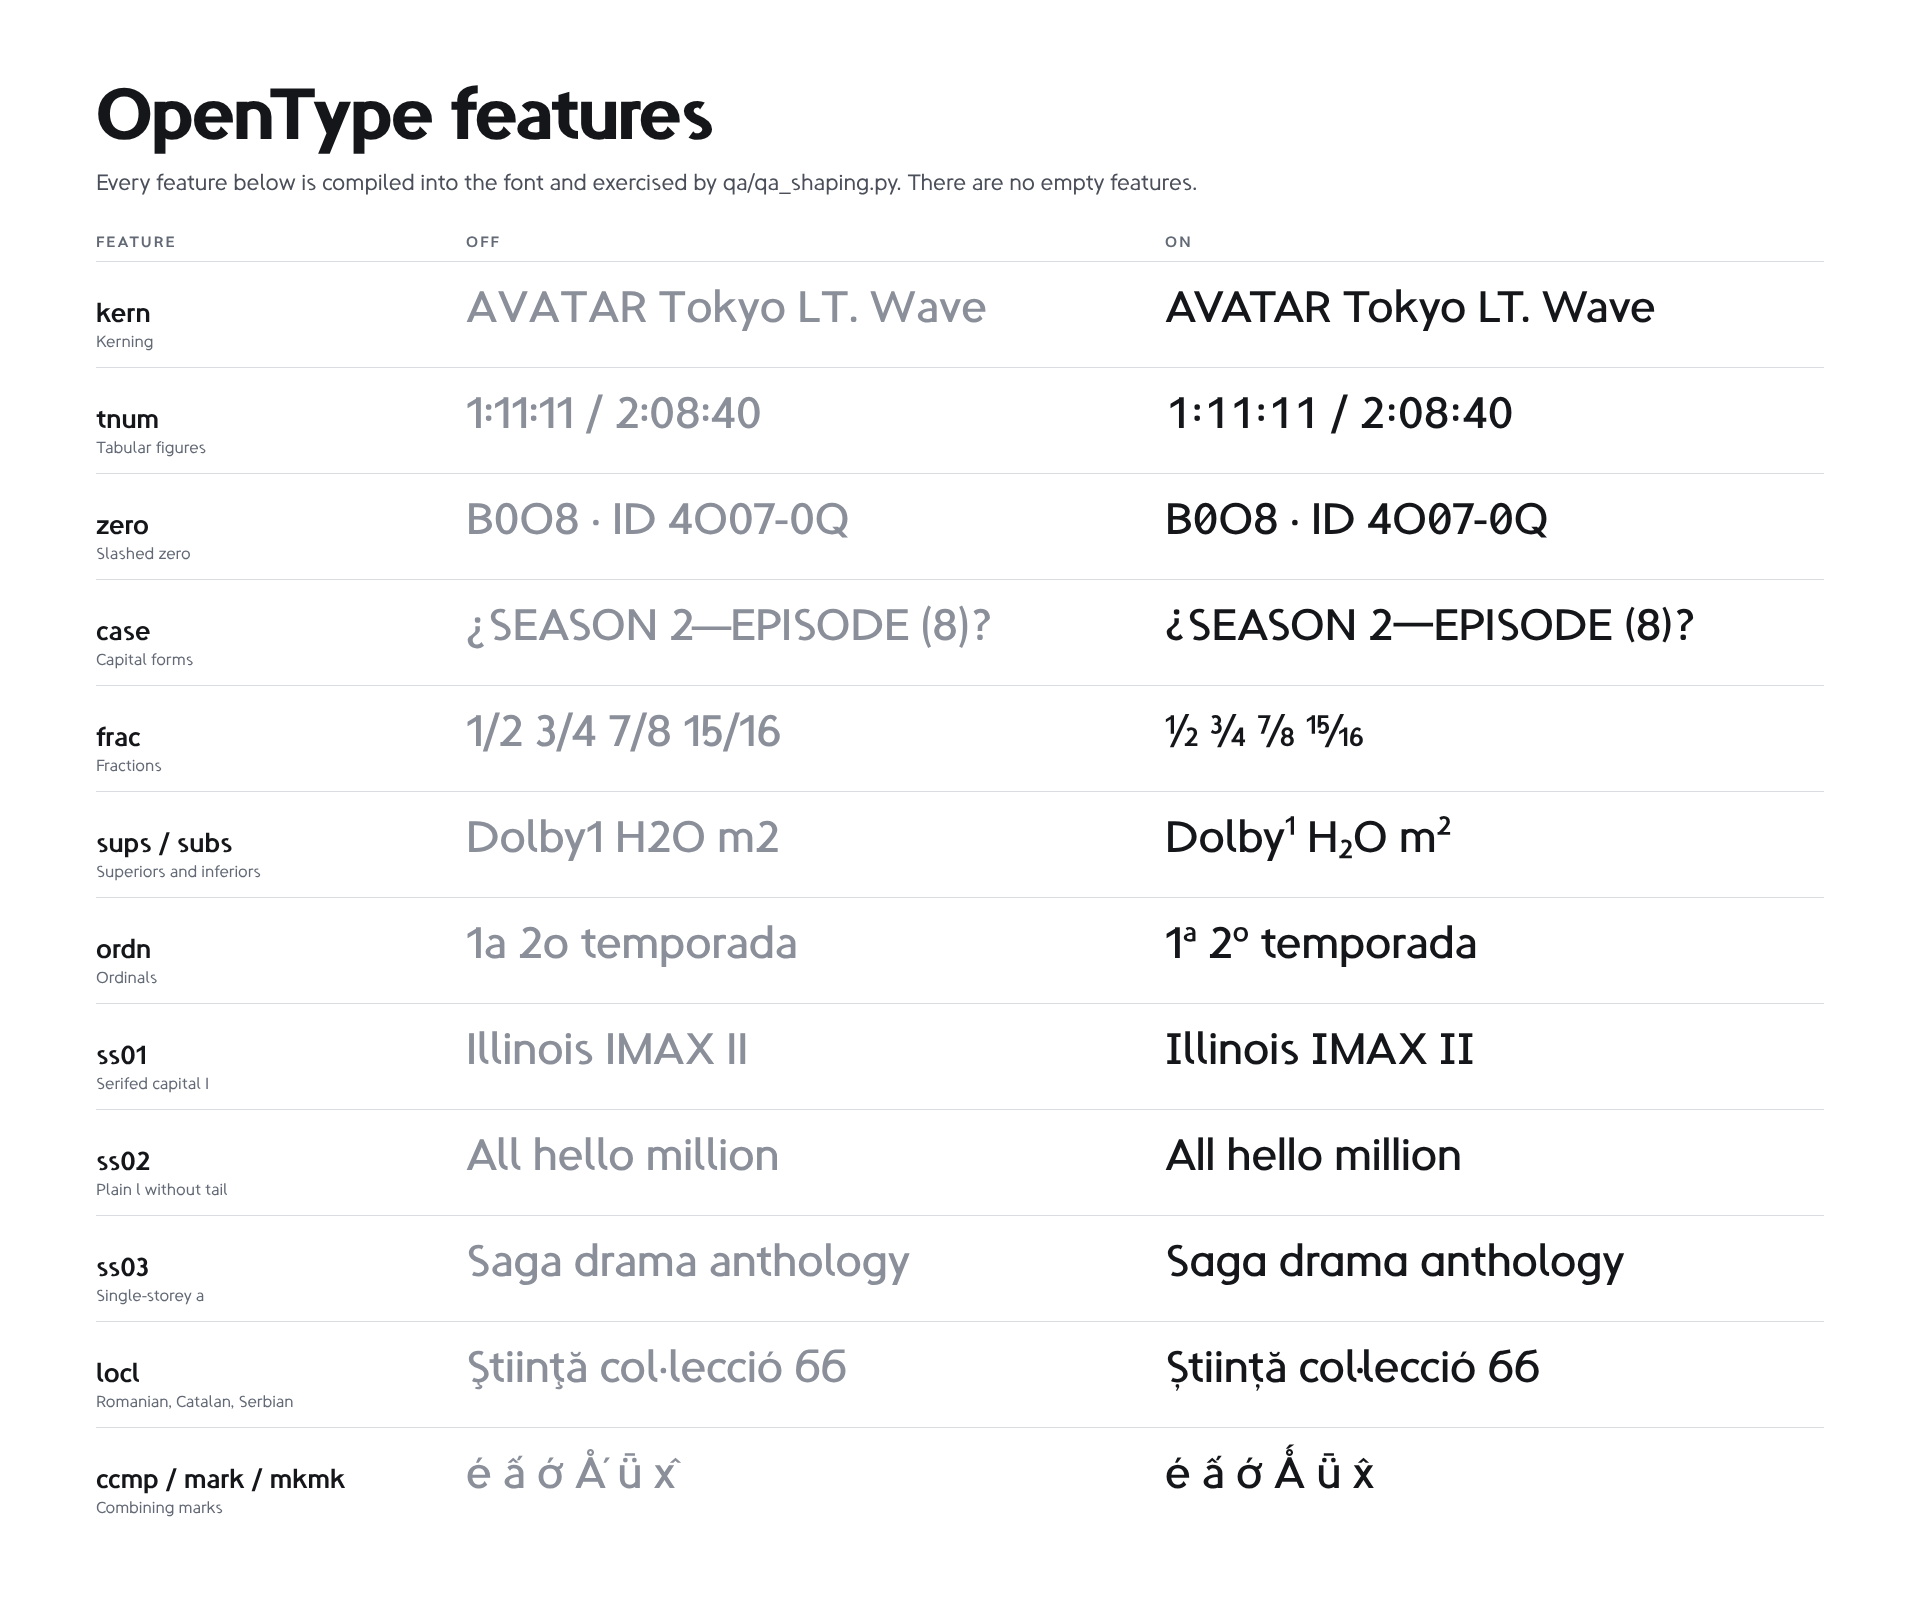 OpenType features
Every feature below is compiled into the font and exercised by qa/qa_shaping.py. There are no empty features.
FEATURE OFF ON
kern AVATAR Tokyo LT. Wave AVATAR Tokyo LT. Wave
Kerning
tnum 1:11:11 / 2:08:40 1:11:11 / 2:08:40
Tabular figures
zero B0O8 · ID 4O07-0Q B0O8 · ID 4O07-0Q
Slashed zero
case ¿SEASON 2—EPISODE (8)? ¿SEASON 2—EPISODE (8)?
Capital forms
frac 1/2 3/4 7/8 15/16 ½ ¾ ⅞ ¹⁵⁄₁₆
Fractions
sups / subs Dolby1 H2O m2 Dolby¹ H₂O m²
Superiors and inferiors
ordn 1a 2o temporada 1ª 2º temporada
Ordinals
ss01 Illinois IMAX II Illinois IMAX II
Serifed capital I
ss02 All hello million All hello million
Plain l without tail
ss03 Saga drama anthology Saga drama anthology
Single-storey a
locl Ştiinţă col·lecció 66 Știință col·lecció 66
Romanian, Catalan, Serbian
ccmp / mark / mkmk é ấ ớ Å´ ǖ xˆ é ấ ớ Ǻ ǖ x̂
Combining marks